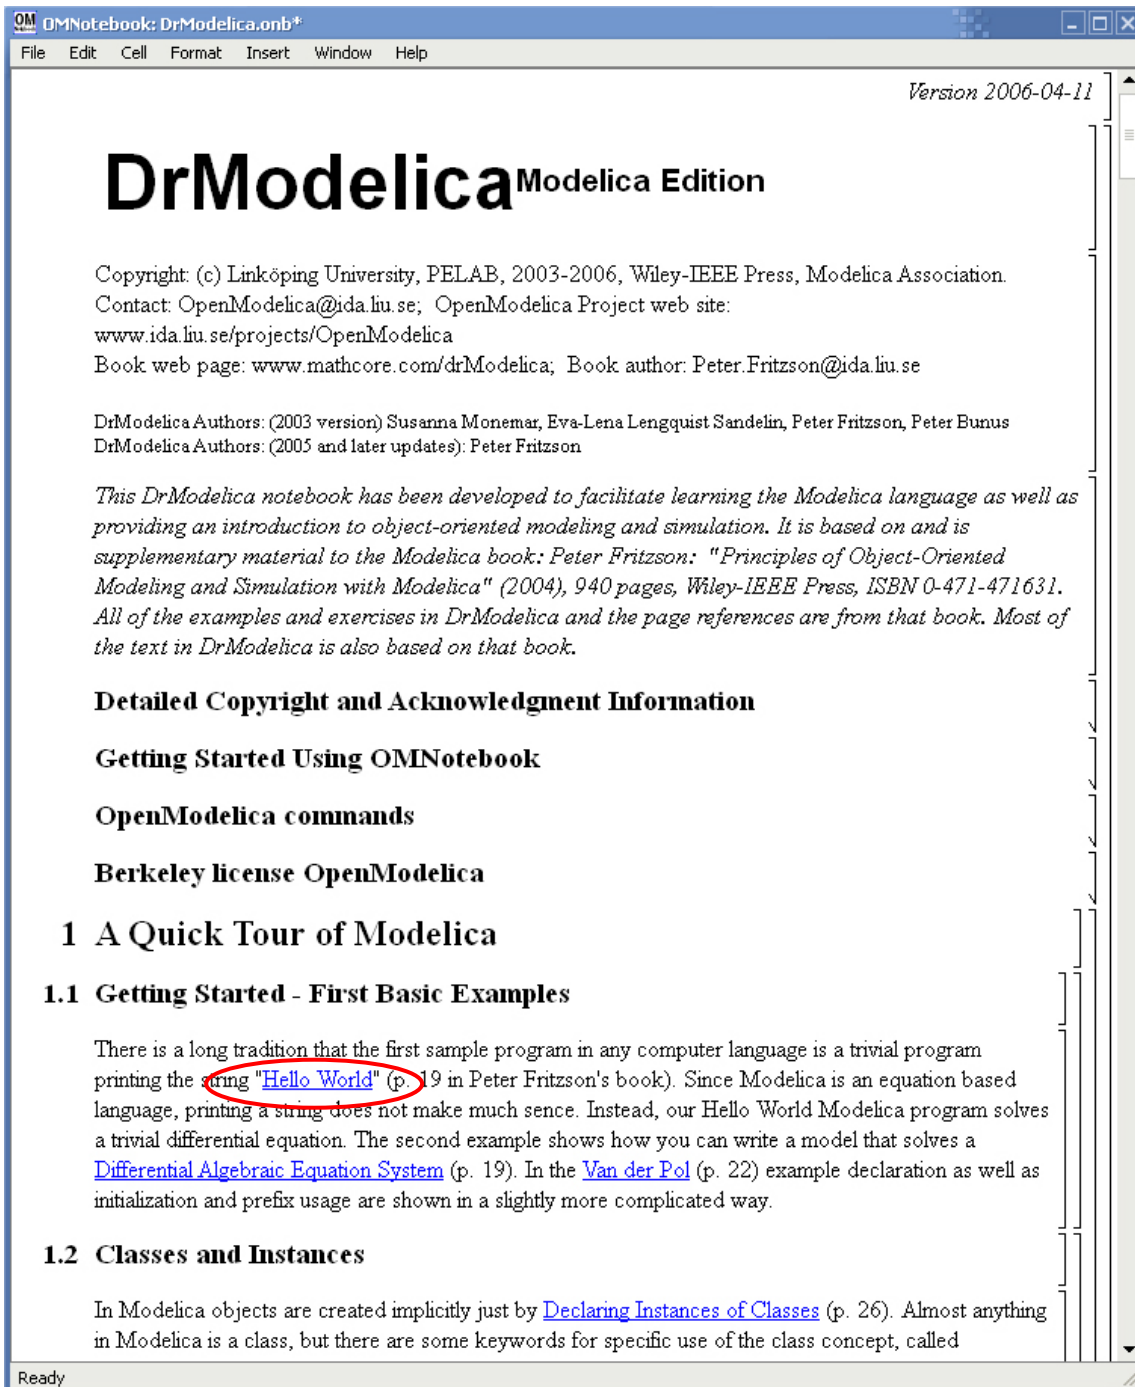 OM OMNotebook: DrModelica.onb*
File Edit Cell Format Insert Window Help
Version 2006-04-11
DrModelica Modelica Edition
Copyright: (c) Linköping University, PELAB, 2003-2006, Wiley-IEEE Press, Modelica Association.
Contact: OpenModelica@ida.liu.se; OpenModelica Project web site:
www.ida.liu.se/projects/OpenModelica
Book web page: www.mathcore.com/drModelica; Book author: Peter.Fritzson@ida.liu.se
DrModelica Authors: (2003 version) Susanna Monemar, Eva-Lena Lengquist Sandelin, Peter Fritzson, Peter Bunus
DrModelica Authors: (2005 and later updates): Peter Fritzson
This DrModelica notebook has been developed to facilitate learning the Modelica language as well as
providing an introduction to object-oriented modeling and simulation. It is based on and is
supplementary material to the Modelica book: Peter Fritzson: "Principles of Object-Oriented
Modeling and Simulation with Modelica" (2004), 940 pages, Wiley-IEEE Press, ISBN 0-471-471631.
All of the examples and exercises in DrModelica and the page references are from that book. Most of
the text in DrModelica is also based on that book.
Detailed Copyright and Acknowledgment Information
Getting Started Using OMNotebook
OpenModelica commands
Berkeley license OpenModelica
1 A Quick Tour of Modelica
1.1 Getting Started - First Basic Examples
There is a long tradition that the first sample program in any computer language is a trivial program
printing the string "Hello World" (p. 19 in Peter Fritzson's book). Since Modelica is an equation based
language, printing a string does not make much sence. Instead, our Hello World Modelica program solves
a trivial differential equation. The second example shows how you can write a model that solves a
Differential Algebraic Equation System (p. 19). In the Van der Pol (p. 22) example declaration as well as
initialization and prefix usage are shown in a slightly more complicated way.
1.2 Classes and Instances
In Modelica objects are created implicitly just by Declaring Instances of Classes (p. 26). Almost anything
in Modelica is a class, but there are some keywords for specific use of the class concept, called
Ready